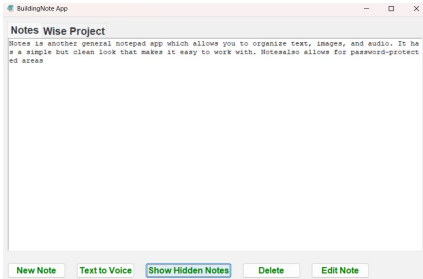 BuildingNote App
Notes Wise Project
Notes is another general notepad app which allows you to organize text, images, and audio. It ha
s a simple but clean look that makes it easy to work with. Notesalso allows for password-protect
ed areas
New Note Text to Voice Show Hidden Notes Delete Edit Note